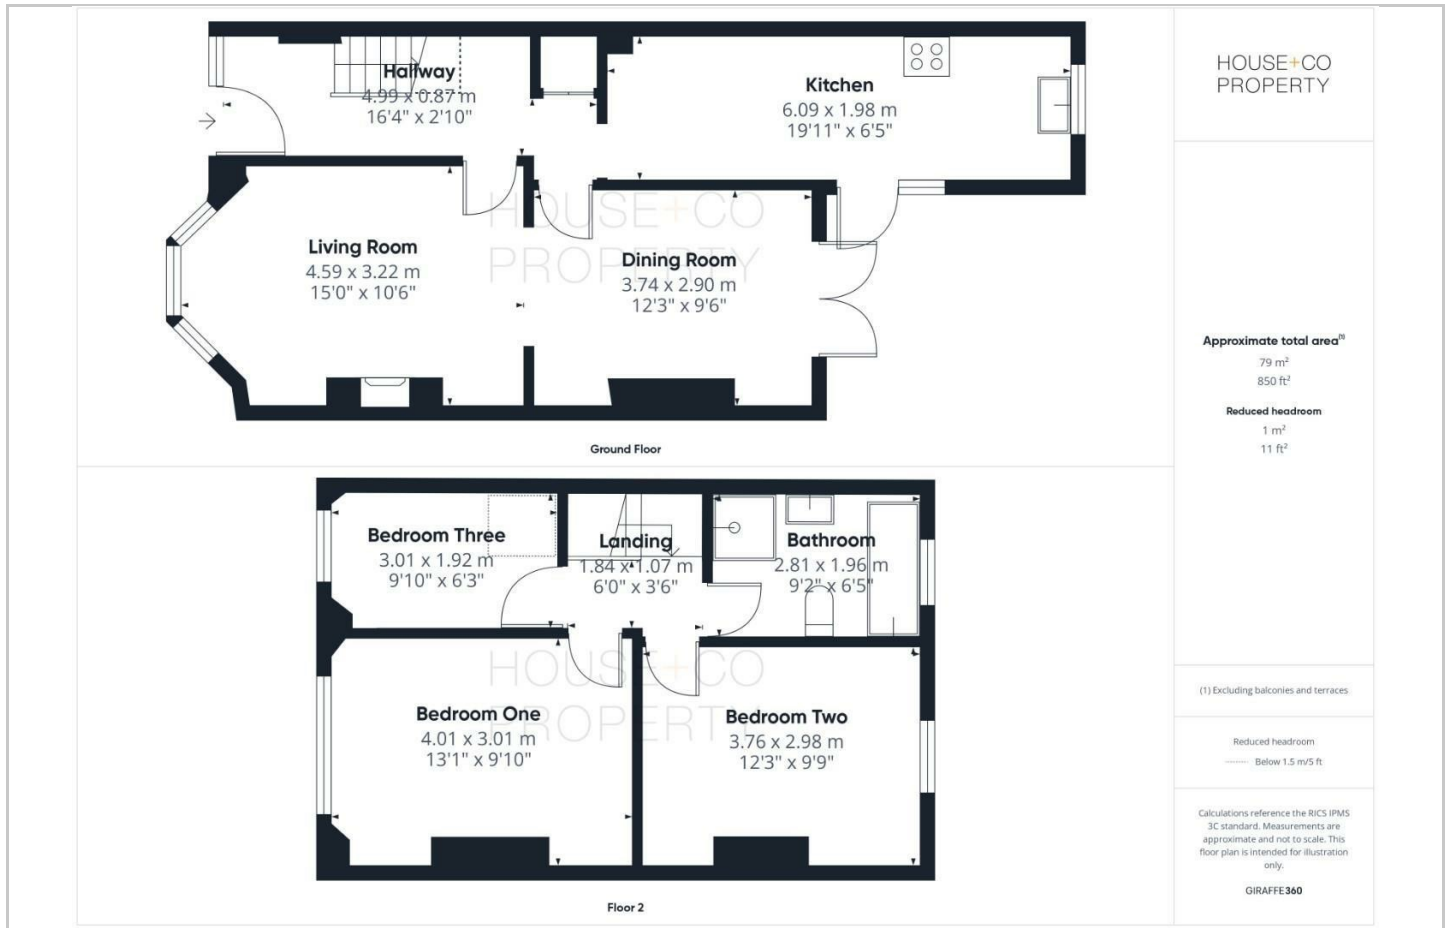 Hallway
4.99 x 0.87 m
16'4" x 2'10"
Kitchen
6.09 x 1.98 m
19'11" x 6'5"
HOUSE+CO
PROPERTY
Living Room
4.59 x 3.22 m
15'0" x 10'6"
Dining Room
3.74 x 2.90 m
12'3" x 9'6"
Ground Floor
Bedroom Three
3.01 x 1.92 m
9'10" x 6'3"
Landing
1.84 x 1.07 m
6'0" x 3'6"
Bathroom
2.81 x 1.96 m
9'2" x 6'5"
HOUSE+CO
PROPERTY
Bedroom One
4.01 x 3.01 m
13'1" x 9'10"
Bedroom Two
3.76 x 2.98 m
12'3" x 9'9"
Floor 2
HOUSE+CO
PROPERTY
Approximate total area(1)
79 m²
850 ft²
Reduced headroom
1 m²
11 ft²
(1) Excluding balconies and terraces
Reduced headroom
Below 1.5 m/5 ft
Calculations reference the RICS IPMS
3C standard. Measurements are
approximate and not to scale. This
floor plan is intended for illustration
only.
GIRAFFE360